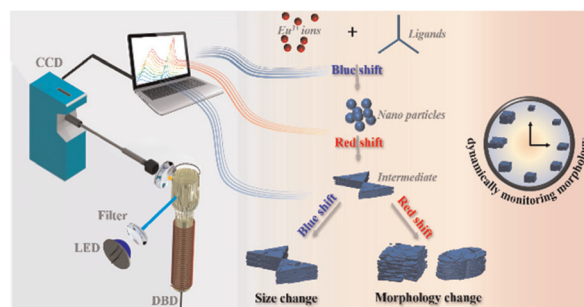 CCD
Filter
LED
DBD
Eu³⁺ ions
+
Ligands
Blue shift
Nano particles
Red shift
Intermediate
Blue shift
Red shift
Size change
Morphology change
dynamically monitoring morphology